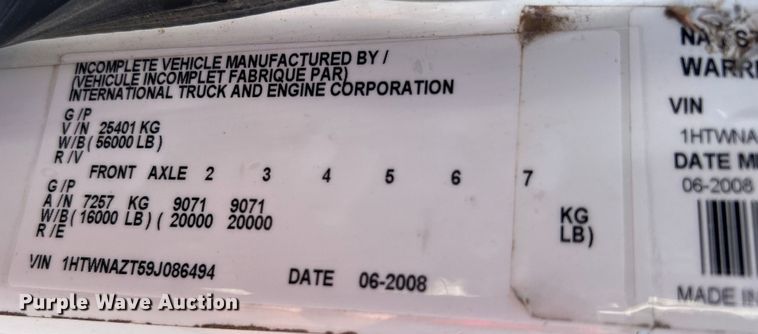 INCOMPLETE VEHICLE MANUFACTURED BY /
(VEHICULE INCOMPLET FABRIQUE PAR)
INTERNATIONAL TRUCK AND ENGINE CORPORATION
G /P
V /N 25401 KG
W/B( 56000 LB)
R /V
FRONT AXLE 2 3 4 5 6 7
G /P
A /N 7257 KG 9071 9071 KG
W/B( 16000 LB) ( 20000 20000 LB)
R /E
VIN 1HTWNAZT59J086494 DATE 06-2008
VIN
1HTWNA
DATE
06-2008
MADE IN
Purple Wave Auction